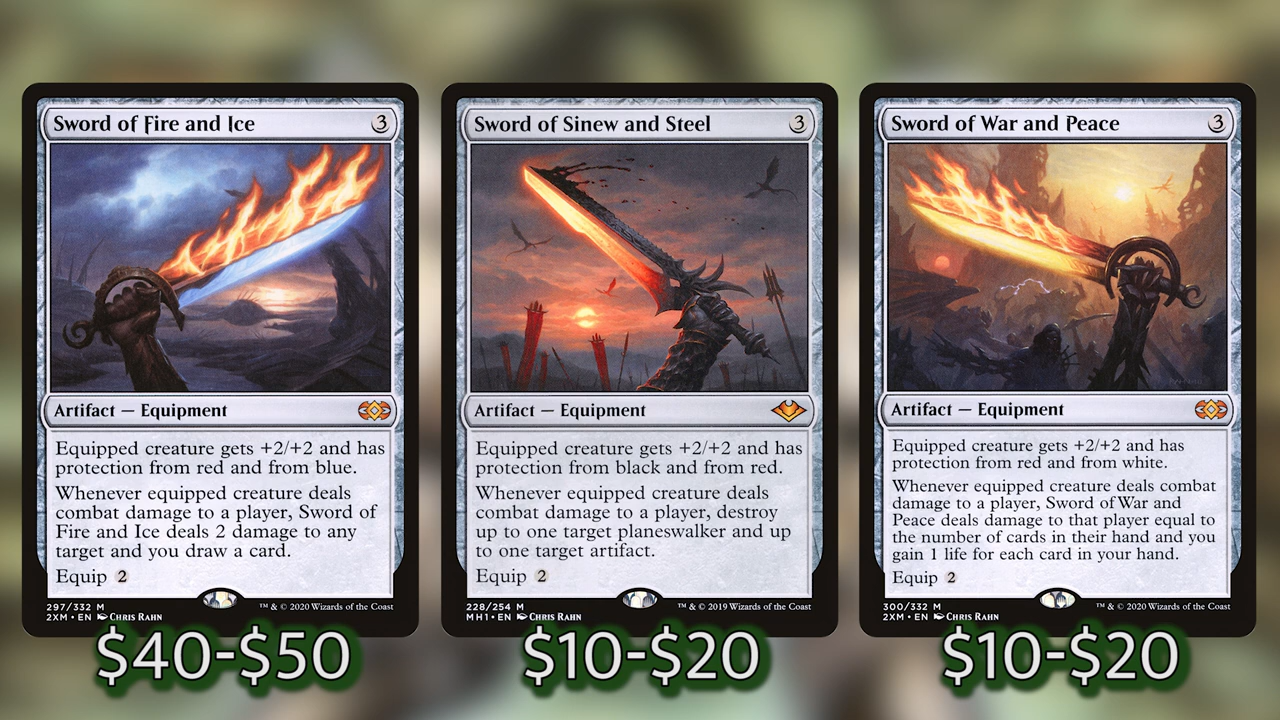 Sword of Fire and Ice 3
Artifact — Equipment
Equipped creature gets +2/+2 and has
protection from red and from blue.
Whenever equipped creature deals
combat damage to a player, Sword of
Fire and Ice deals 2 damage to any
target and you draw a card.
Equip 2
297/332 M
2XM • EN Chris Rahn
™ & © 2020 Wizards of the Coast
$40-$50
Sword of Sinew and Steel 3
Artifact — Equipment
Equipped creature gets +2/+2 and has
protection from black and from red.
Whenever equipped creature deals
combat damage to a player, destroy
up to one target planeswalker and up
to one target artifact.
Equip 2
228/254 M
MH1 • EN Chris Rahn
™ & © 2019 Wizards of the Coast
$10-$20
Sword of War and Peace 3
Artifact — Equipment
Equipped creature gets +2/+2 and has
protection from red and from white.
Whenever equipped creature deals combat
damage to a player, Sword of War and
Peace deals damage to that player equal to
the number of cards in their hand and you
gain 1 life for each card in your hand.
Equip 2
300/332 M
2XM • EN Chris Rahn
™ & © 2020 Wizards of the Coast
$10-$20